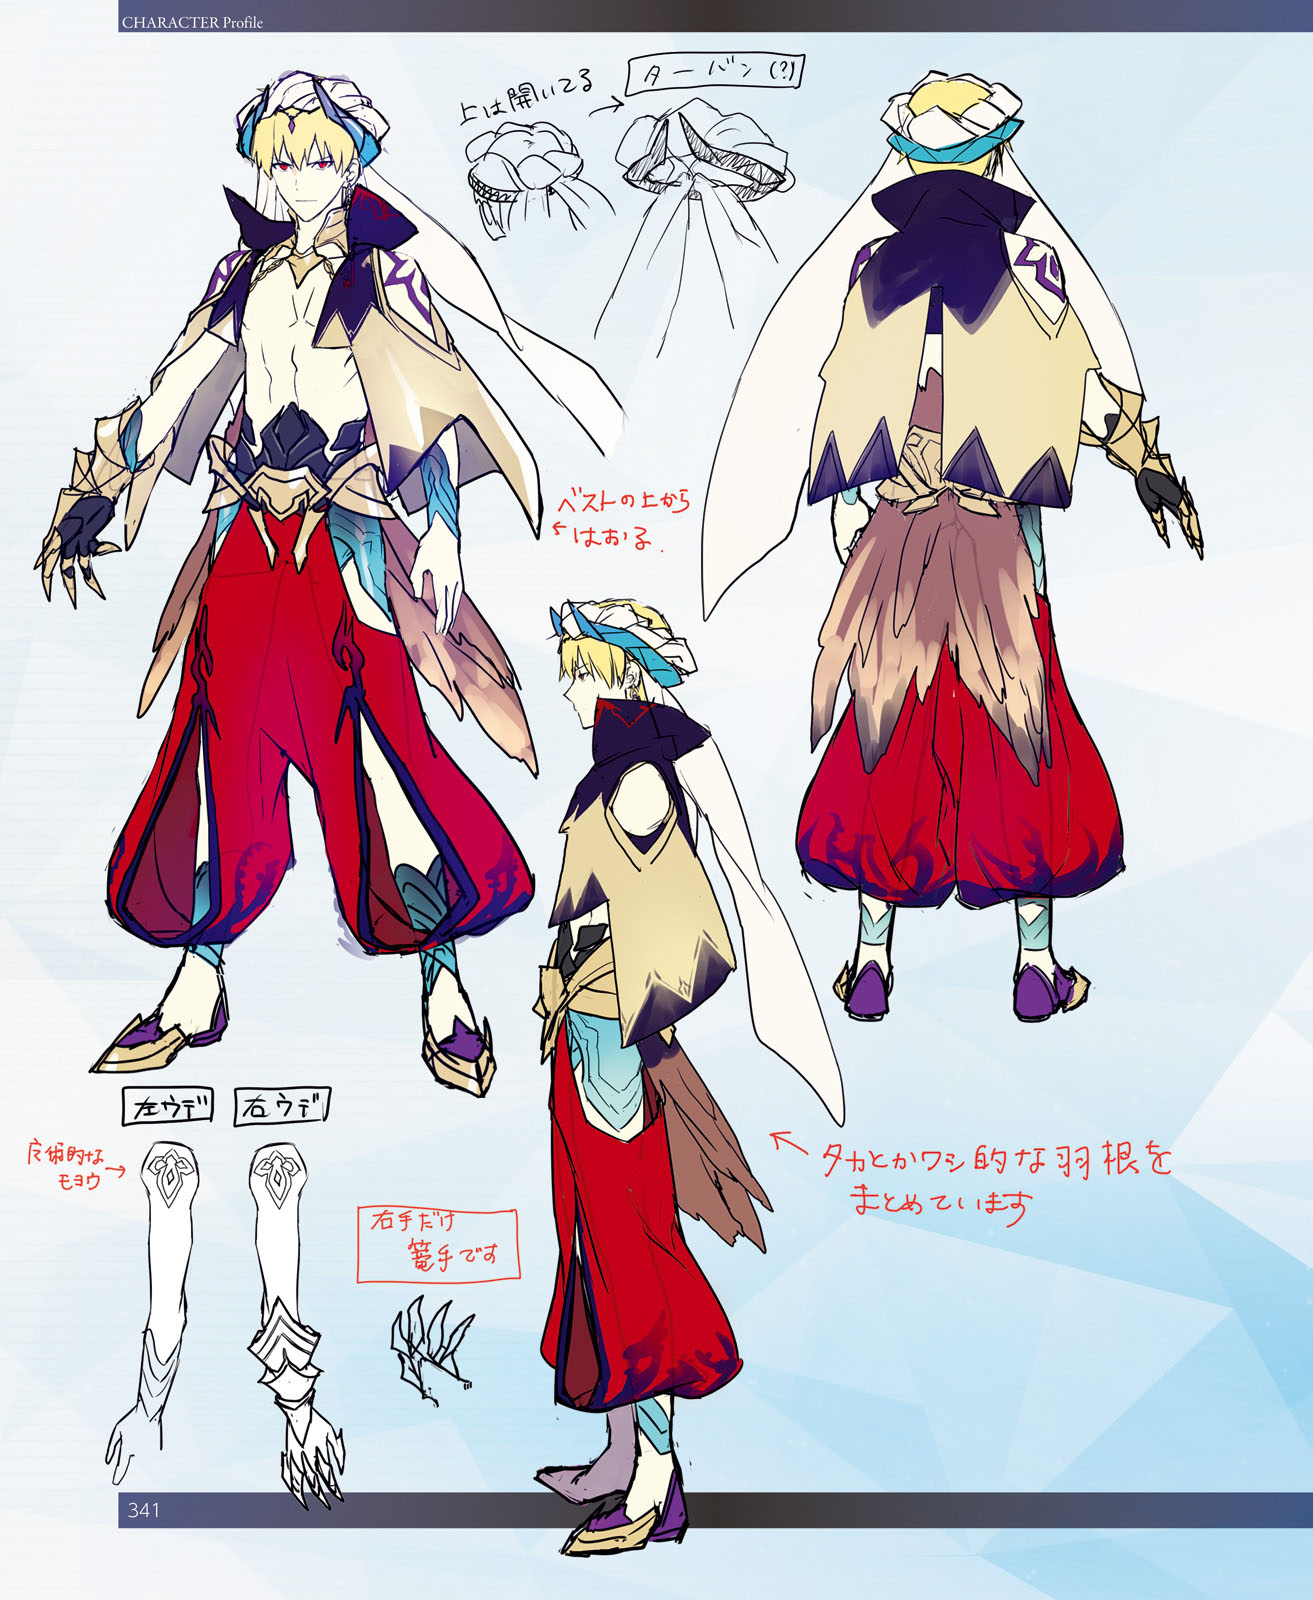 CHARACTER Profile
上は開いてる
ターバン(?)
ベストの上から
はおる.
左ウデ
右ウデ
魔術的な
モヨウ
右手だけ
篭手です
タカとかワシ的な羽根を
まとめています
341